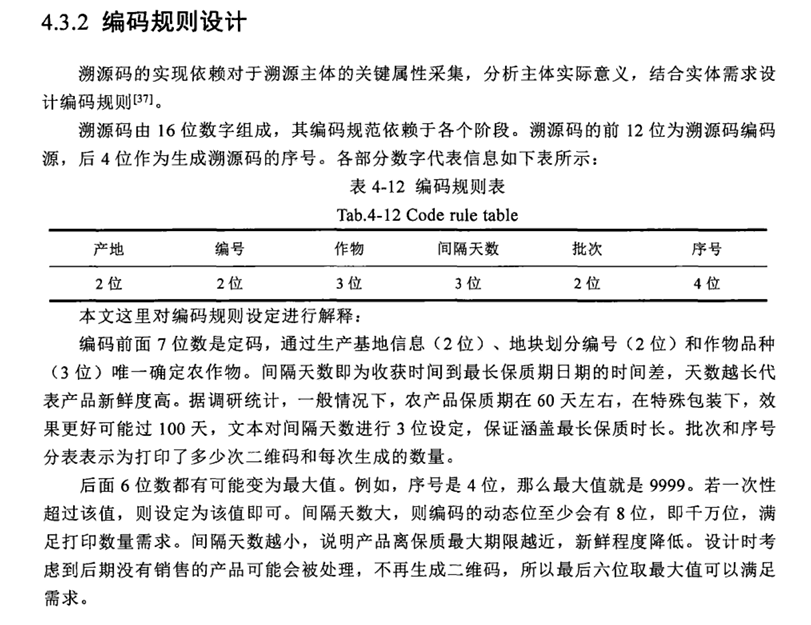 4.3.2 编码规则设计
溯源码的实现依赖对于溯源主体的关键属性采集，分析主体实际意义，结合实体需求设
计编码规则[37]。
溯源码由 16 位数字组成，其编码规范依赖于各个阶段。溯源码的前 12 位为溯源码编码
源，后 4 位作为生成溯源码的序号。各部分数字代表信息如下表所示：
表 4-12 编码规则表
Tab.4-12 Code rule table
产地 编号 作物 间隔天数 批次 序号
2 位 2 位 3 位 3 位 2 位 4 位
本文这里对编码规则设定进行解释：
编码前面 7 位数是定码，通过生产基地信息（2 位）、地块划分编号（2 位）和作物品种
（3 位）唯一确定农作物。间隔天数即为收获时间到最长保质期日期的时间差，天数越长代
表产品新鲜度高。据调研统计，一般情况下，农产品保质期在 60 天左右，在特殊包装下，效
果更好可能过 100 天，文本对间隔天数进行 3 位设定，保证涵盖最长保质时长。批次和序号
分表表示为打印了多少次二维码和每次生成的数量。
后面 6 位数都有可能变为最大值。例如，序号是 4 位，那么最大值就是 9999。若一次性
超过该值，则设定为该值即可。间隔天数大，则编码的动态位至少会有 8 位，即千万位，满
足打印数量需求。间隔天数越小，说明产品离保质最大期限越近，新鲜程度降低。设计时考
虑到后期没有销售的产品可能会被处理，不再生成二维码，所以最后六位取最大值可以满足
需求。